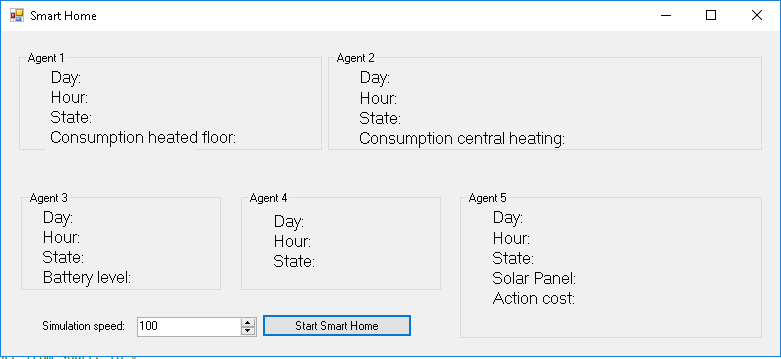 Smart Home
Agent 1
Day:
Hour:
State:
Consumption heated floor:
Agent 2
Day:
Hour:
State:
Consumption central heating:
Agent 3
Day:
Hour:
State:
Battery level:
Agent 4
Day:
Hour:
State:
Agent 5
Day:
Hour:
State:
Solar Panel:
Action cost:
Simulation speed: 100 Start Smart Home